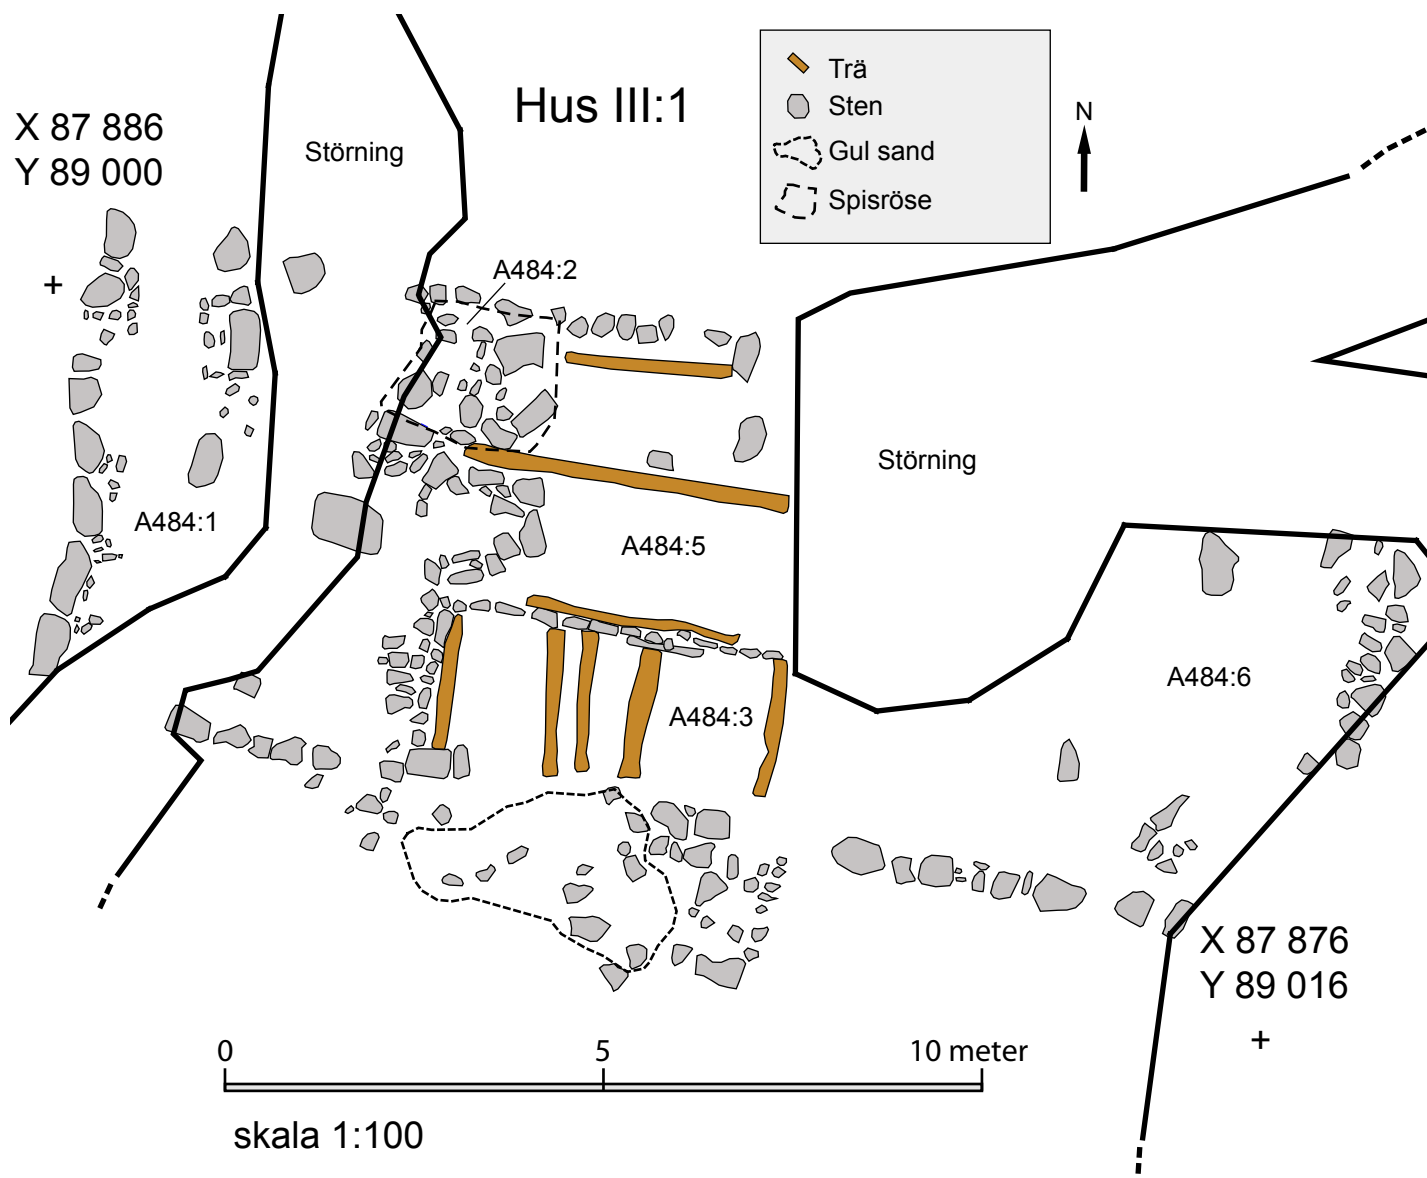 Hus III:1
X 87 886
Y 89 000
Störning
Trä
Sten
Gul sand
Spisröse
N
A484:2
Störning
A484:1
A484:5
A484:6
A484:3
X 87 876
Y 89 016
0 5 10 meter
skala 1:100